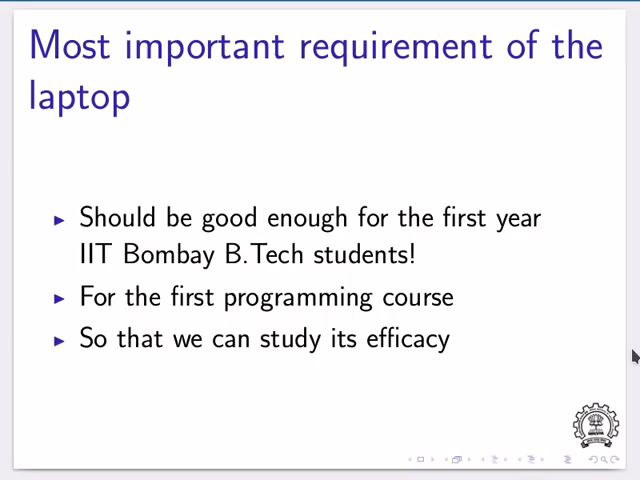 Most important requirement of the
laptop
Should be good enough for the first year
IIT Bombay B.Tech students!
For the first programming course
So that we can study its efficacy